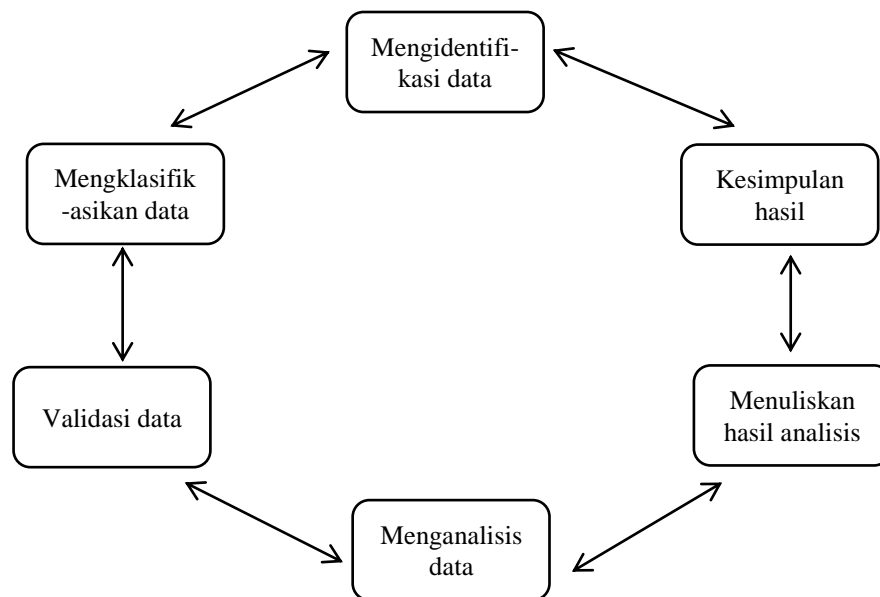 Mengidentifi-
kasi data
Mengklasifik
-asikan data
Kesimpulan
hasil
Validasi data
Menuliskan
hasil analisis
Menganalisis
data